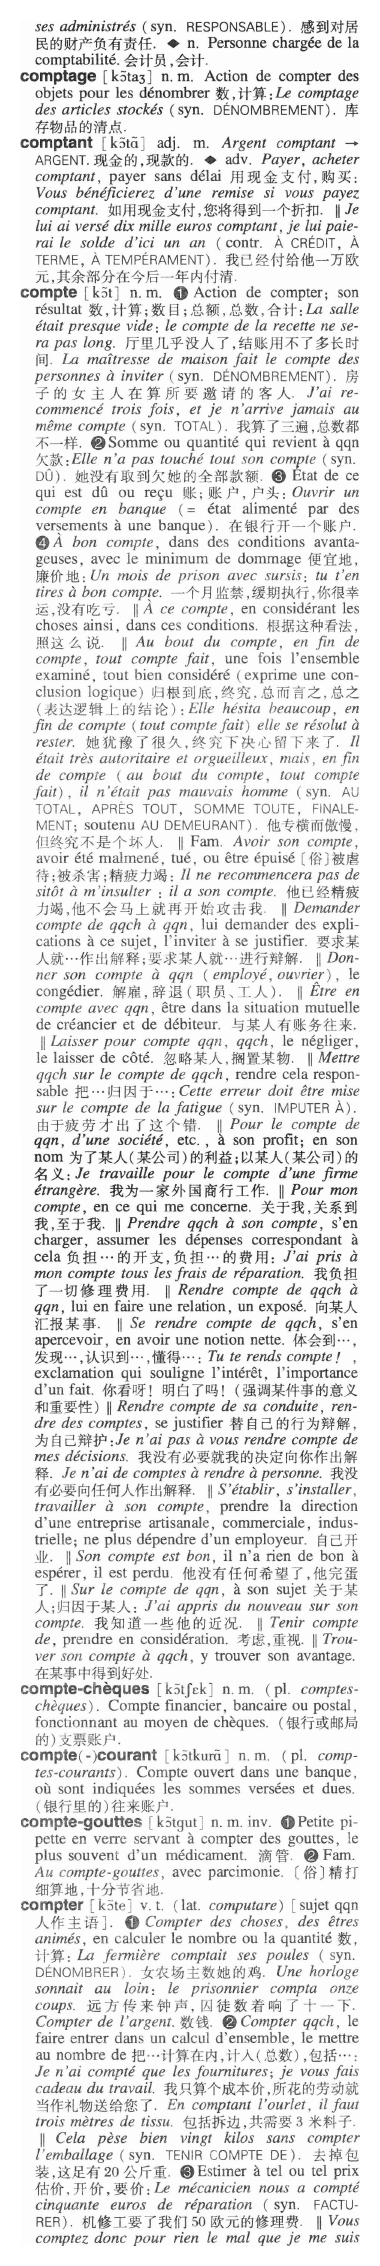 ses administrés (syn. RESPONSABLE). 感到对居
民的财产负有责任. ◆ n. Personne chargée de la
comptabilité. 会计员,会计.
comptage [kɔ̃taʒ] n. m. Action de compter des
objets pour les dénombrer 数,计算:Le comptage
des articles stockés (syn. DÉNOMBREMENT). 库
存物品的清点.
comptant [kɔ̃tɑ̃] adj. m. Argent comptant →
ARGENT. 现金的,现款的. ◆ adv. Payer, acheter
comptant, payer sans délai 用现金支付,购买:
Vous bénéficierez d'une remise si vous payez
comptant. 如用现金支付,您将得到一个折扣. ‖ Je
lui ai versé dix mille euros comptant, je lui paie-
rai le solde d'ici un an (contr. À CRÉDIT, À
TERME, À TEMPÉRAMENT). 我已经付给他一万欧
元,其余部分在今后一年内付清.
compte [kɔ̃t] n. m. ❶ Action de compter; son
résultat 数,计算;数目;总额,总数,合计:La salle
était presque vide: le compte de la recette ne se-
ra pas long. 厅里几乎没人了,结账用不了多长时
间. La maîtresse de maison fait le compte des
personnes à inviter (syn. DÉNOMBREMENT). 房
子的女主人在算所要邀请的客人. J'ai re-
commencé trois fois, et je n'arrive jamais au
même compte (syn. TOTAL). 我算了三遍,总数都
不一样. ❷ Somme ou quantité qui revient à qqn
欠款:Elle n'a pas touché tout son compte (syn.
DÛ). 她没有取到欠她的全部款额. ❸ État de ce
qui est dû ou reçu 账;账户,户头:Ouvrir un
compte en banque (= état alimenté par des
versements à une banque). 在银行开一个账户.
❹ À bon compte, dans des conditions avanta-
geuses, avec le minimum de dommage 便宜地,
廉价地:Un mois de prison avec sursis: tu t'en
tires à bon compte. 一个月监禁,缓期执行,你很幸
运,没有吃亏. ‖ À ce compte, en considérant les
choses ainsi, dans ces conditions. 根据这种看法,
照这么说. ‖ Au bout du compte, en fin de
compte, tout compte fait, une fois l'ensemble
examiné, tout bien considéré (exprime une con-
clusion logique) 归根到底,终究,总而言之,总之
(表达逻辑上的结论):Elle hésita beaucoup, en
fin de compte (tout compte fait) elle se résolut à
rester. 她犹豫了很久,终究下决心留下来了. Il
était très autoritaire et orgueilleux, mais, en fin
de compte (au bout du compte, tout compte
fait), il n'était pas mauvais homme (syn. AU
TOTAL, APRÈS TOUT, SOMME TOUTE, FINALE-
MENT; soutenu AU DEMEURANT). 他专横而傲慢,
但终究不是个坏人. ‖ Fam. Avoir son compte,
avoir été malmené, tué, ou être épuisé [俗]被虐
待;被杀害;精疲力竭: Il ne recommencera pas de
sitôt à m'insulter : il a son compte. 他已经精疲
力竭,他不会马上就再开始攻击我. ‖ Demander
compte de qqch à qqn, lui demander des expli-
cations à ce sujet, l'inviter à se justifier. 要求某
人就…作出解释;要求某人就…进行辩解. ‖ Don-
ner son compte à qqn (employé, ouvrier), le
congédier. 解雇,辞退(职员、工人). ‖ Être en
compte avec qqn, être dans la situation mutuelle
de créancier et de débiteur. 与某人有账务往来.
‖ Laisser pour compte qqn, qqch, le négliger,
le laisser de côté. 忽略某人,搁置某物. ‖ Mettre
qqch sur le compte de qqch, rendre cela respon-
sable 把…归因于…:Cette erreur doit être mise
sur le compte de la fatigue (syn. IMPUTER À).
由于疲劳才出了这个错. ‖ Pour le compte de
qqn, d'une société, etc., à son profit; en son
nom 为了某人(某公司)的利益;以某人(某公司)的
名义:Je travaille pour le compte d'une firme
étrangère. 我为一家外国商行工作. ‖ Pour mon
compte, en ce qui me concerne. 关于我,关系到
我,至于我. ‖ Prendre qqch à son compte, s'en
charger, assumer les dépenses correspondant à
cela 负担…的开支,负担…的费用: J'ai pris à
mon compte tous les frais de réparation. 我负担
了一切修理费用. ‖ Rendre compte de qqch à
qqn, lui en faire une relation, un exposé. 向某人
汇报某事. ‖ Se rendre compte de qqch, s'en
apercevoir, en avoir une notion nette. 体会到…,
发现…,认识到…,懂得…: Tu te rends compte! ,
exclamation qui souligne l'intérêt, l'importance
d'un fait. 你看呀! 明白了吗! (强调某件事的意义
和重要性) ‖ Rendre compte de sa conduite, ren-
dre des comptes, se justifier 替自己的行为辩解,
为自己辩护:Je n'ai pas à vous rendre compte de
mes décisions. 我没有必要就我的决定向你作出解
释. Je n'ai de comptes à rendre à personne. 我没
有必要向任何人作出解释. ‖ S'établir, s'installer,
travailler à son compte, prendre la direction
d'une entreprise artisanale, commerciale, indus-
trielle; ne plus dépendre d'un employeur. 自己开
业. ‖ Son compte est bon, il n'a rien de bon à
espérer, il est perdu. 他没有任何希望了,他完蛋
了. ‖ Sur le compte de qqn, à son sujet 关于某
人;归因于某人: J'ai appris du nouveau sur son
compte. 我知道一些他的近况. ‖ Tenir compte
de, prendre en considération. 考虑,重视. ‖ Trou-
ver son compte à qqch, y trouver son avantage.
在某事中得到好处.
compte-chèques [kɔ̃tʃɛk] n. m. (pl. comptes-
chèques). Compte financier, bancaire ou postal,
fonctionnant au moyen de chèques. (银行或邮局
的)支票账户.
compte(-)courant [kɔ̃tkurɑ̃] n. m. (pl. comp-
tes-courants). Compte ouvert dans une banque,
où sont indiquées les sommes versées et dues.
(银行里的)往来账户.
compte-gouttes [kɔ̃tgut] n. m. inv. ❶ Petite pi-
pette en verre servant à compter des gouttes, le
plus souvent d'un médicament. 滴管. ❷ Fam.
Au compte-gouttes, avec parcimonie. [俗]精打
细算地,十分节省地.
compter [kɔ̃te] v. t. (lat. computare) [sujet qqn
人作主语]. ❶ Compter des choses, des êtres
animés, en calculer le nombre ou la quantité 数,
计算: La fermière comptait ses poules (syn.
DÉNOMBRER). 女农场主数她的鸡. Une horloge
sonnait au loin: le prisonnier compta onze
coups. 远方传来钟声,囚徒数着响了十一下.
Compter de l'argent. 数钱. ❷ Compter qqch, le
faire entrer dans un calcul d'ensemble, le mettre
au nombre de 把…计算在内,计入(总数),包括…:
Je n'ai compté que les fournitures; je vous fais
cadeau du travail. 我只算个成本价,所花的劳动就
当作礼物送给您了. En comptant l'ourlet, il faut
trois mètres de tissu. 包括拆边,共需要 3 米料子.
‖ Cela pèse bien vingt kilos sans compter
l'emballage (syn. TENIR COMPTE DE). 去掉包
装,这足有 20 公斤重. ❸ Estimer à tel ou tel prix
估价,开价,要价:Le mécanicien nous a compté
cinquante euros de réparation (syn. FACTU-
RER). 机修工要了我们 50 欧元的修理费. ‖ Vous
comptez donc pour rien le mal que je me suis